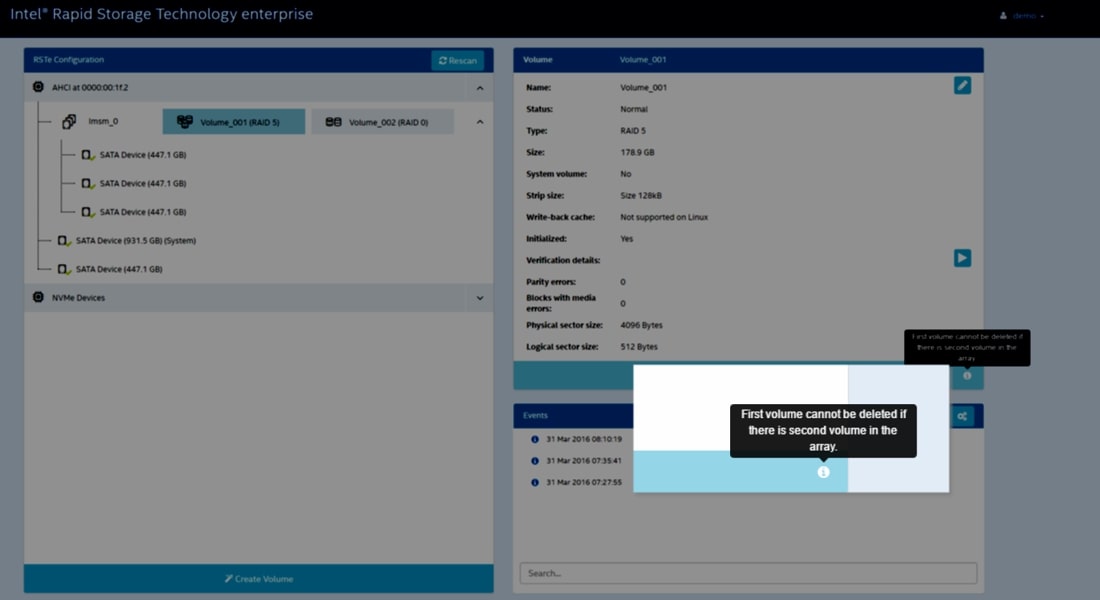 Intel® Rapid Storage Technology enterprise
demo
RSTe Configuration
Rescan
AHCI at 0000:00:1f.2
Imsm_0
Volume_001 (RAID 5)
Volume_002 (RAID 0)
SATA Device (447.1 GB)
SATA Device (447.1 GB)
SATA Device (447.1 GB)
SATA Device (931.5 GB) (System)
SATA Device (447.1 GB)
NVMe Devices
Create Volume
Volume Volume_001
Name: Volume_001
Status: Normal
Type: RAID 5
Size: 178.9 GB
System volume: No
Strip size: Size 128kB
Write-back cache: Not supported on Linux
Initialized: Yes
Verification details:
Parity errors: 0
Blocks with media
errors: 0
Physical sector size: 4096 Bytes
Logical sector size: 512 Bytes
First volume cannot be deleted if
there is second volume in the
array.
Events
31 Mar 2016 08:10:19
31 Mar 2016 07:35:41
31 Mar 2016 07:27:55
First volume cannot be deleted if
there is second volume in the
array.
Search...